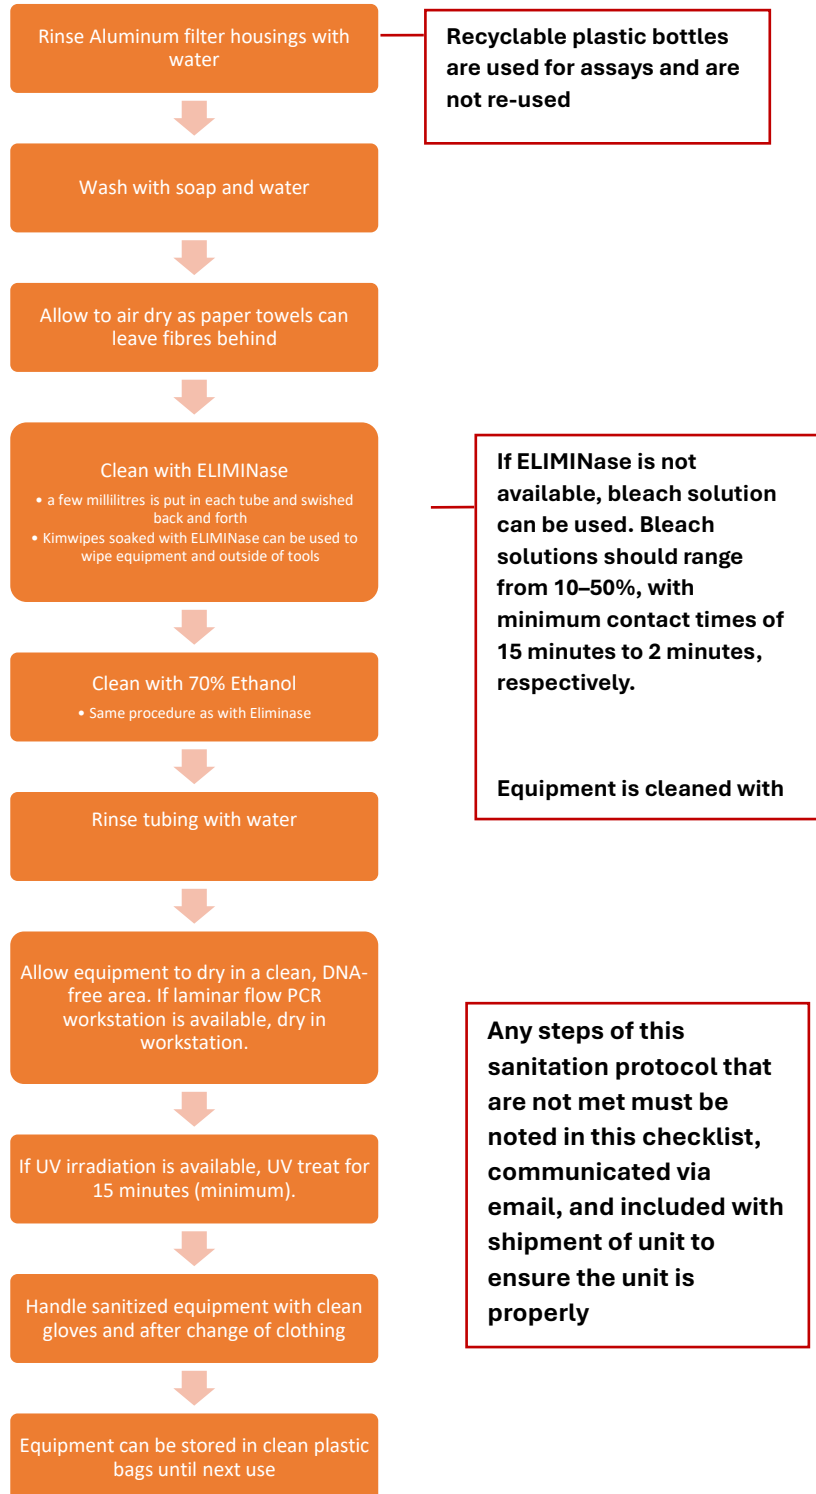 Rinse Aluminum filter housings with
water
Recyclable plastic bottles
are used for assays and are
not re-used
Wash with soap and water
Allow to air dry as paper towels can
leave fibres behind
Clean with ELIMINase
• a few millilitres is put in each tube and swished
back and forth
• Kimwipes soaked with ELIMINase can be used to
wipe equipment and outside of tools
If ELIMINase is not
available, bleach solution
can be used. Bleach
solutions should range
from 10–50%, with
minimum contact times of
15 minutes to 2 minutes,
respectively.
Equipment is cleaned with
Clean with 70% Ethanol
• Same procedure as with Eliminase
Rinse tubing with water
Allow equipment to dry in a clean, DNA-
free area. If laminar flow PCR
workstation is available, dry in
workstation.
Any steps of this
sanitation protocol that
are not met must be
noted in this checklist,
communicated via
email, and included with
shipment of unit to
ensure the unit is
properly
If UV irradiation is available, UV treat for
15 minutes (minimum).
Handle sanitized equipment with clean
gloves and after change of clothing
Equipment can be stored in clean plastic
bags until next use